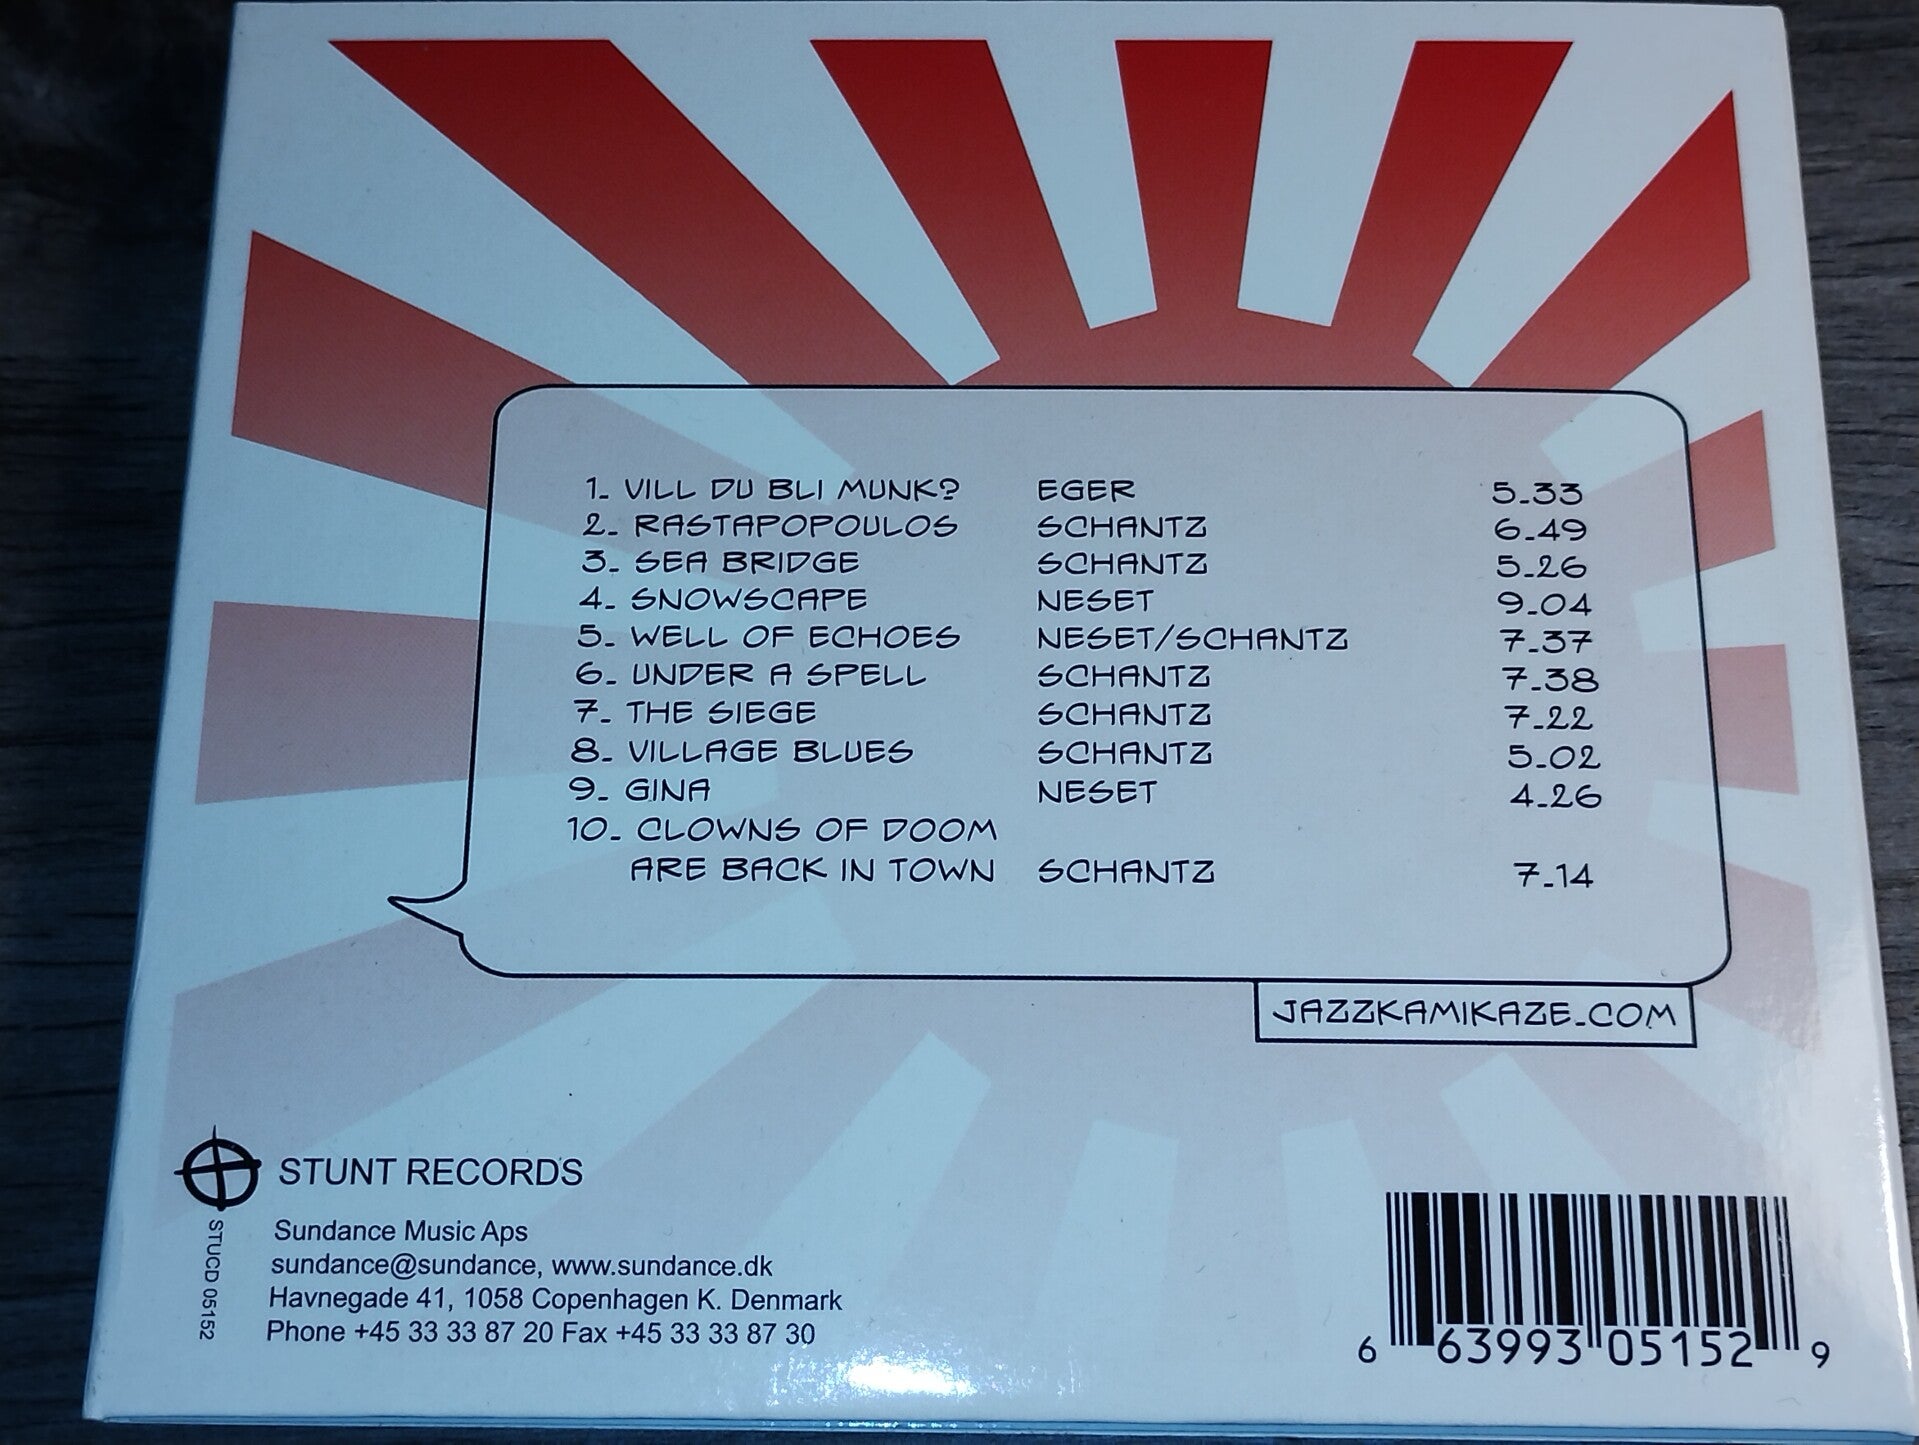 1. VILL DU BLI MUNK? EGER 5.33
2. RASTAPOPOULOS SCHANTZ 6.49
3. SEA BRIDGE SCHANTZ 5.26
4. SNOWSCAPE NESET 9.04
5. WELL OF ECHOES NESET/SCHANTZ 7.37
6. UNDER A SPELL SCHANTZ 7.38
7. THE SIEGE SCHANTZ 7.22
8. VILLAGE BLUES SCHANTZ 5.02
9. GINA NESET 4.26
10. CLOWNS OF DOOM
ARE BACK IN TOWN SCHANTZ 7.14
JAZZKAMIKAZE.COM
STUNT RECORDS
STUCD 05152
Sundance Music Aps
sundance@sundance, www.sundance.dk
Havnegade 41, 1058 Copenhagen K. Denmark
Phone +45 33 33 87 20 Fax +45 33 33 87 30
6 63993 05152 9